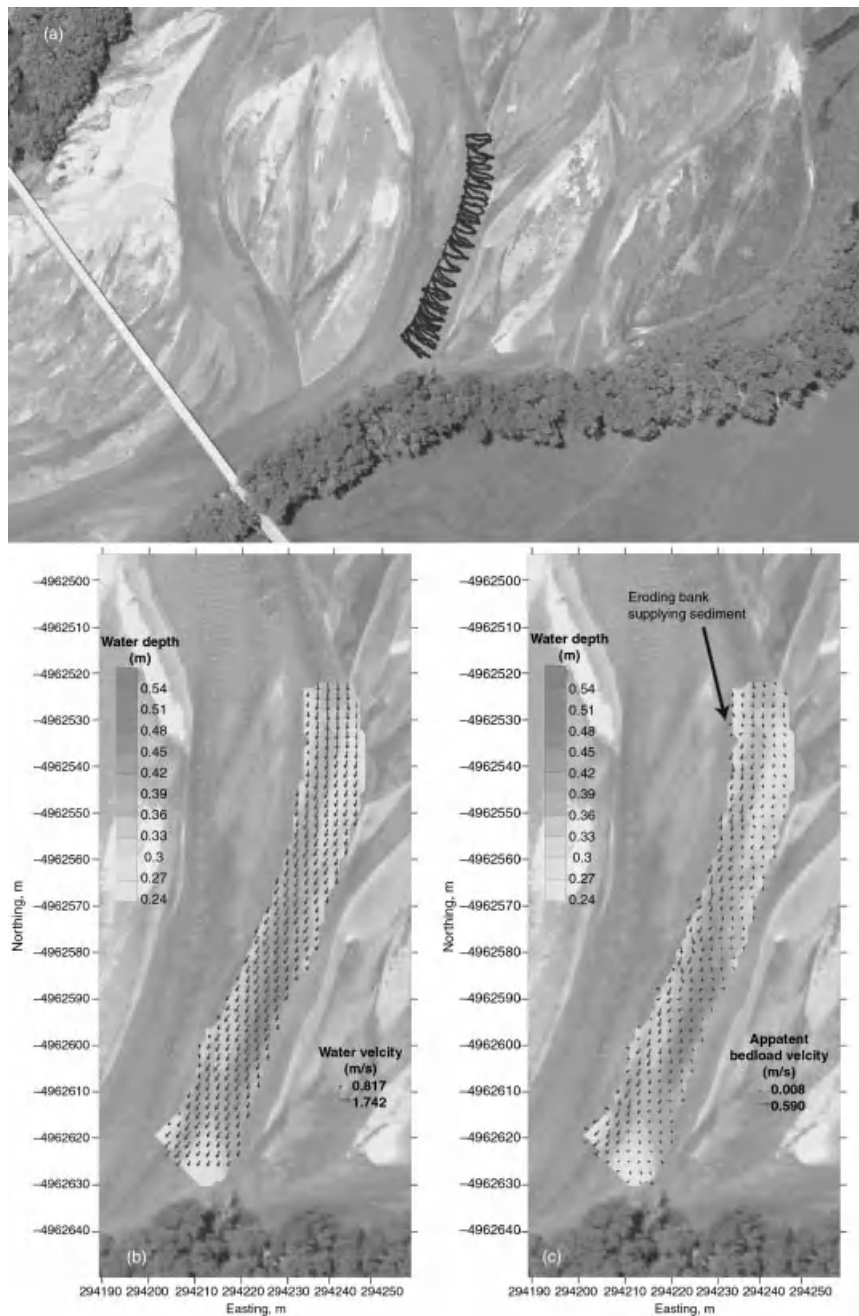 (a)
−4962500
−4962510
−4962520
−4962530
−4962540
−4962550
−4962560
−4962570
−4962580
−4962590
−4962600
−4962610
−4962620
−4962630
−4962640
Northing, m
Water depth
(m)
0.54
0.51
0.48
0.45
0.42
0.39
0.36
0.33
0.3
0.27
0.24
Water velcity
(m/s)
0.817
1.742
(b)
294190 294200 294210 294220 294230 294240 294250
Easting, m
−4962500
−4962510
−4962520
−4962530
−4962540
−4962550
−4962560
−4962570
−4962580
−4962590
−4962600
−4962610
−4962620
−4962630
−4962640
Northing, m
Eroding bank
supplying sediment
Water depth
(m)
0.54
0.51
0.48
0.45
0.42
0.39
0.36
0.33
0.3
0.27
0.24
Appatent
bedload velcity
(m/s)
0.008
0.590
(c)
294190 294200 294210 294220 294230 294240 294250
Easting, m